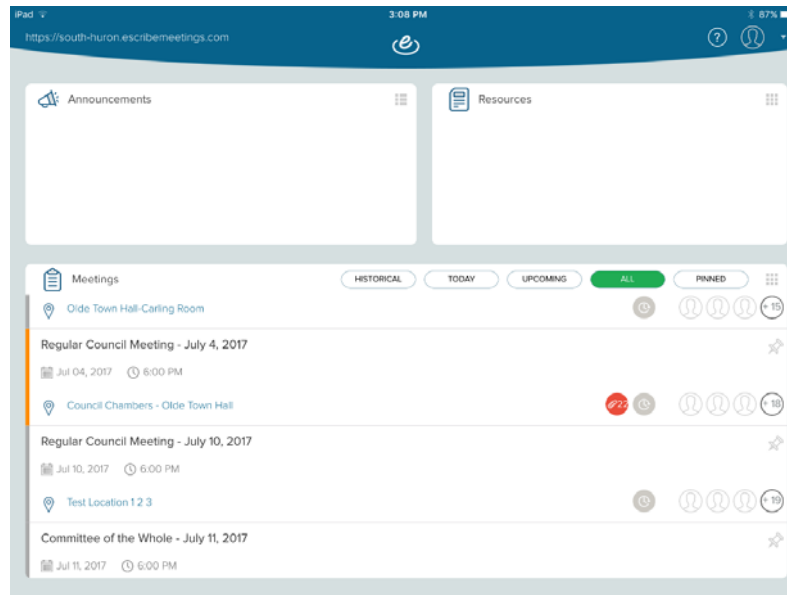 iPad 3:08 PM 87%
https://south-huron.escribemeetings.com e ?
Announcements Resources
Meetings HISTORICAL TODAY UPCOMING ALL PINNED
Olde Town Hall-Carling Room + 15
Regular Council Meeting - July 4, 2017
Jul 04, 2017 6:00 PM
Council Chambers - Olde Town Hall 22 + 18
Regular Council Meeting - July 10, 2017
Jul 10, 2017 6:00 PM
Test Location 1 2 3 + 19
Committee of the Whole - July 11, 2017
Jul 11, 2017 6:00 PM